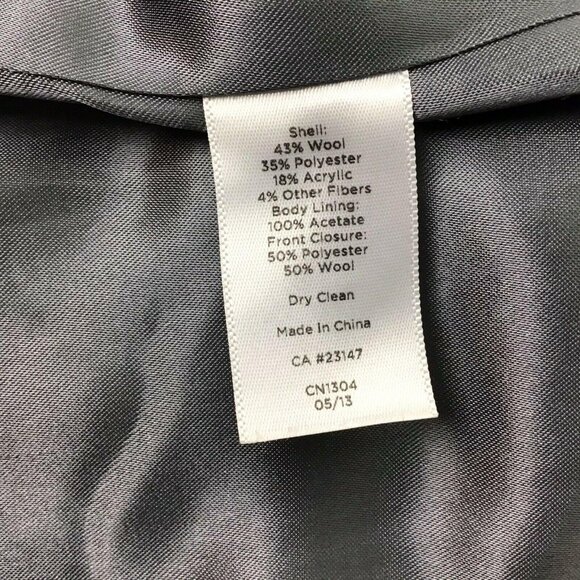 Shell:
43% Wool
35% Polyester
18% Acrylic
4% Other Fibers
Body Lining:
100% Acetate
Front Closure:
50% Polyester
50% Wool
Dry Clean
Made In China
CA #23147
CN1304
05/13